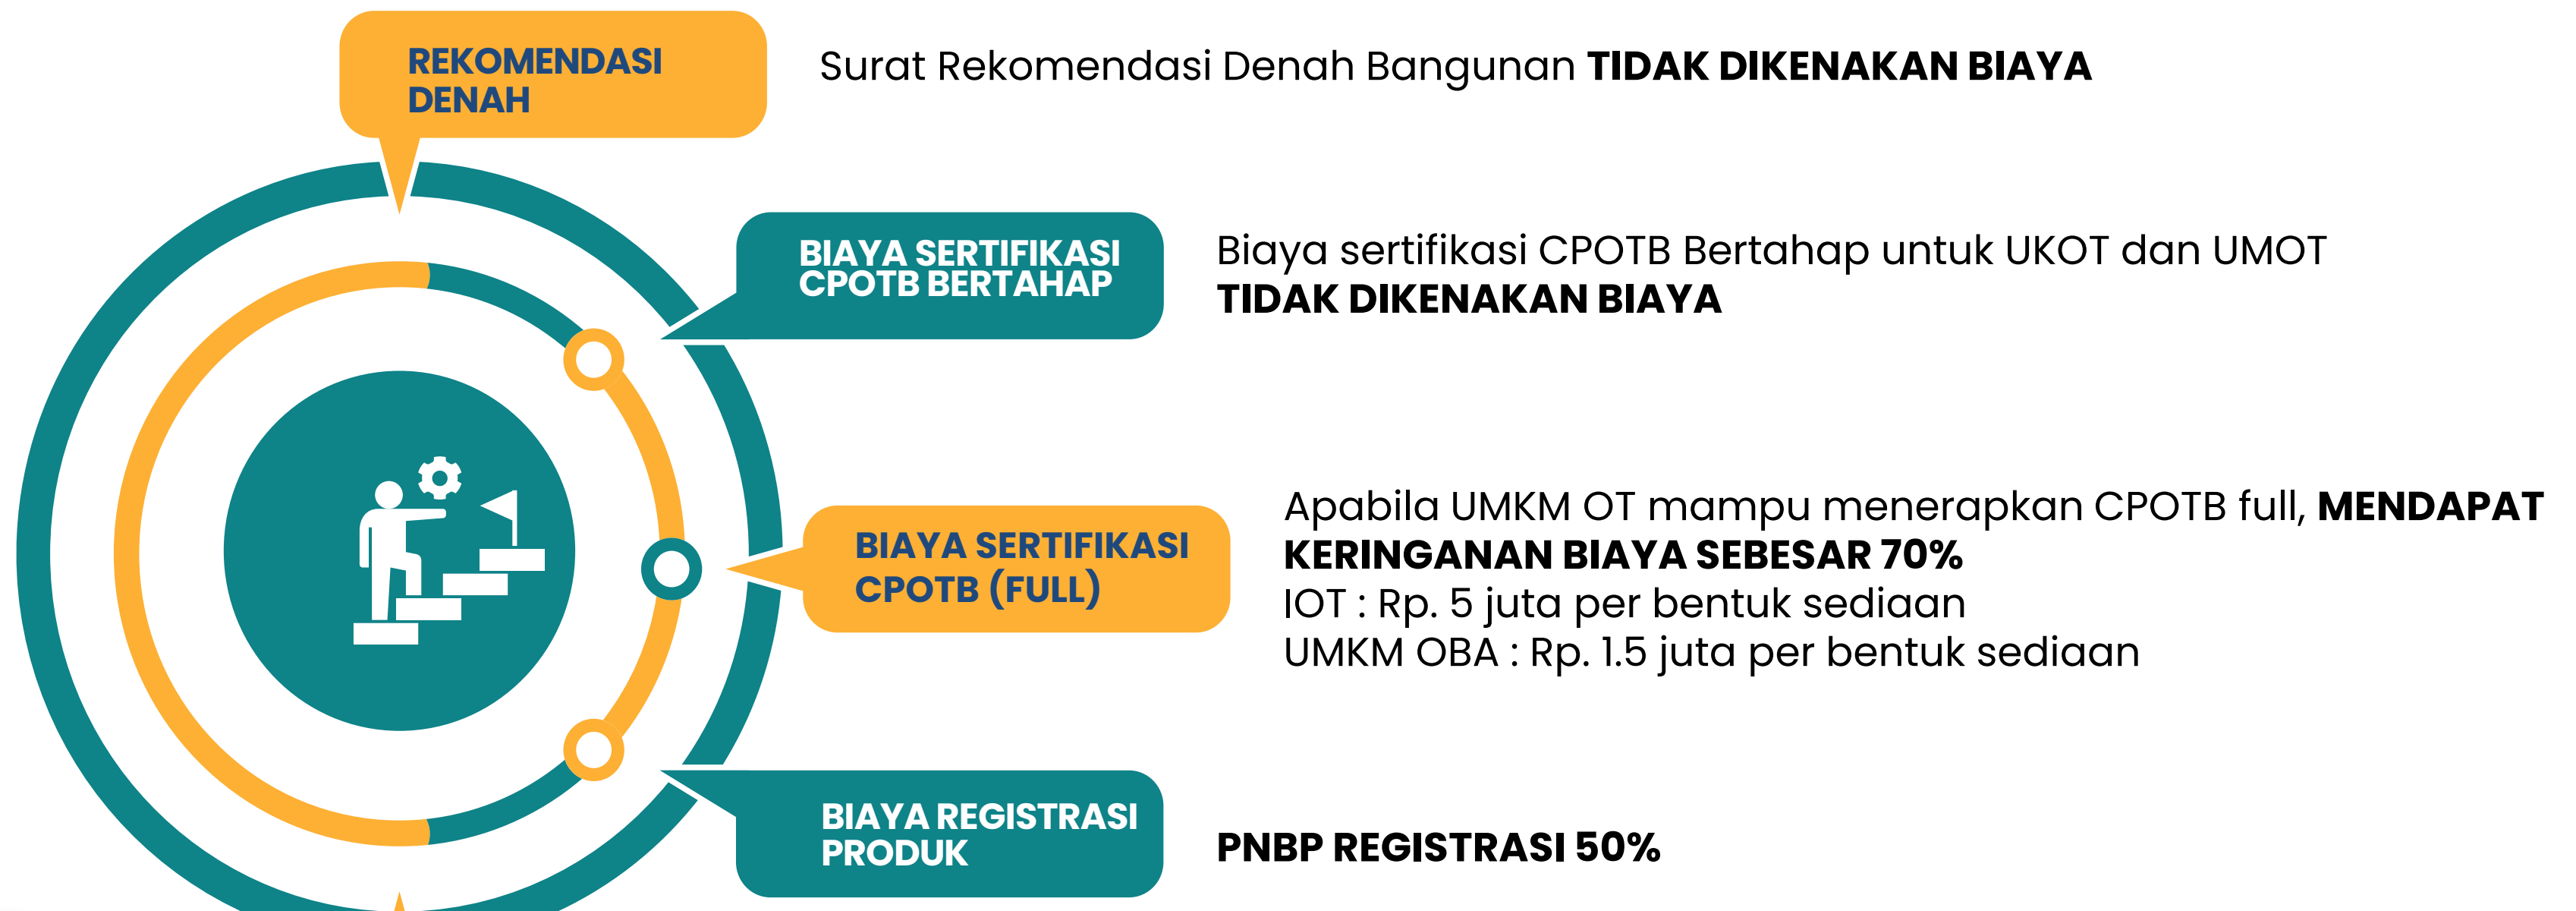 REKOMENDASI
DENAH
Surat Rekomendasi Denah Bangunan TIDAK DIKENAKAN BIAYA
BIAYA SERTIFIKASI
CPOTB BERTAHAP
Biaya sertifikasi CPOTB Bertahap untuk UKOT dan UMOT
TIDAK DIKENAKAN BIAYA
BIAYA SERTIFIKASI
CPOTB (FULL)
Apabila UMKM OT mampu menerapkan CPOTB full, MENDAPAT
KERINGANAN BIAYA SEBESAR 70%
IOT : Rp. 5 juta per bentuk sediaan
UMKM OBA : Rp. 1.5 juta per bentuk sediaan
BIAYA REGISTRASI
PRODUK
PNBP REGISTRASI 50%